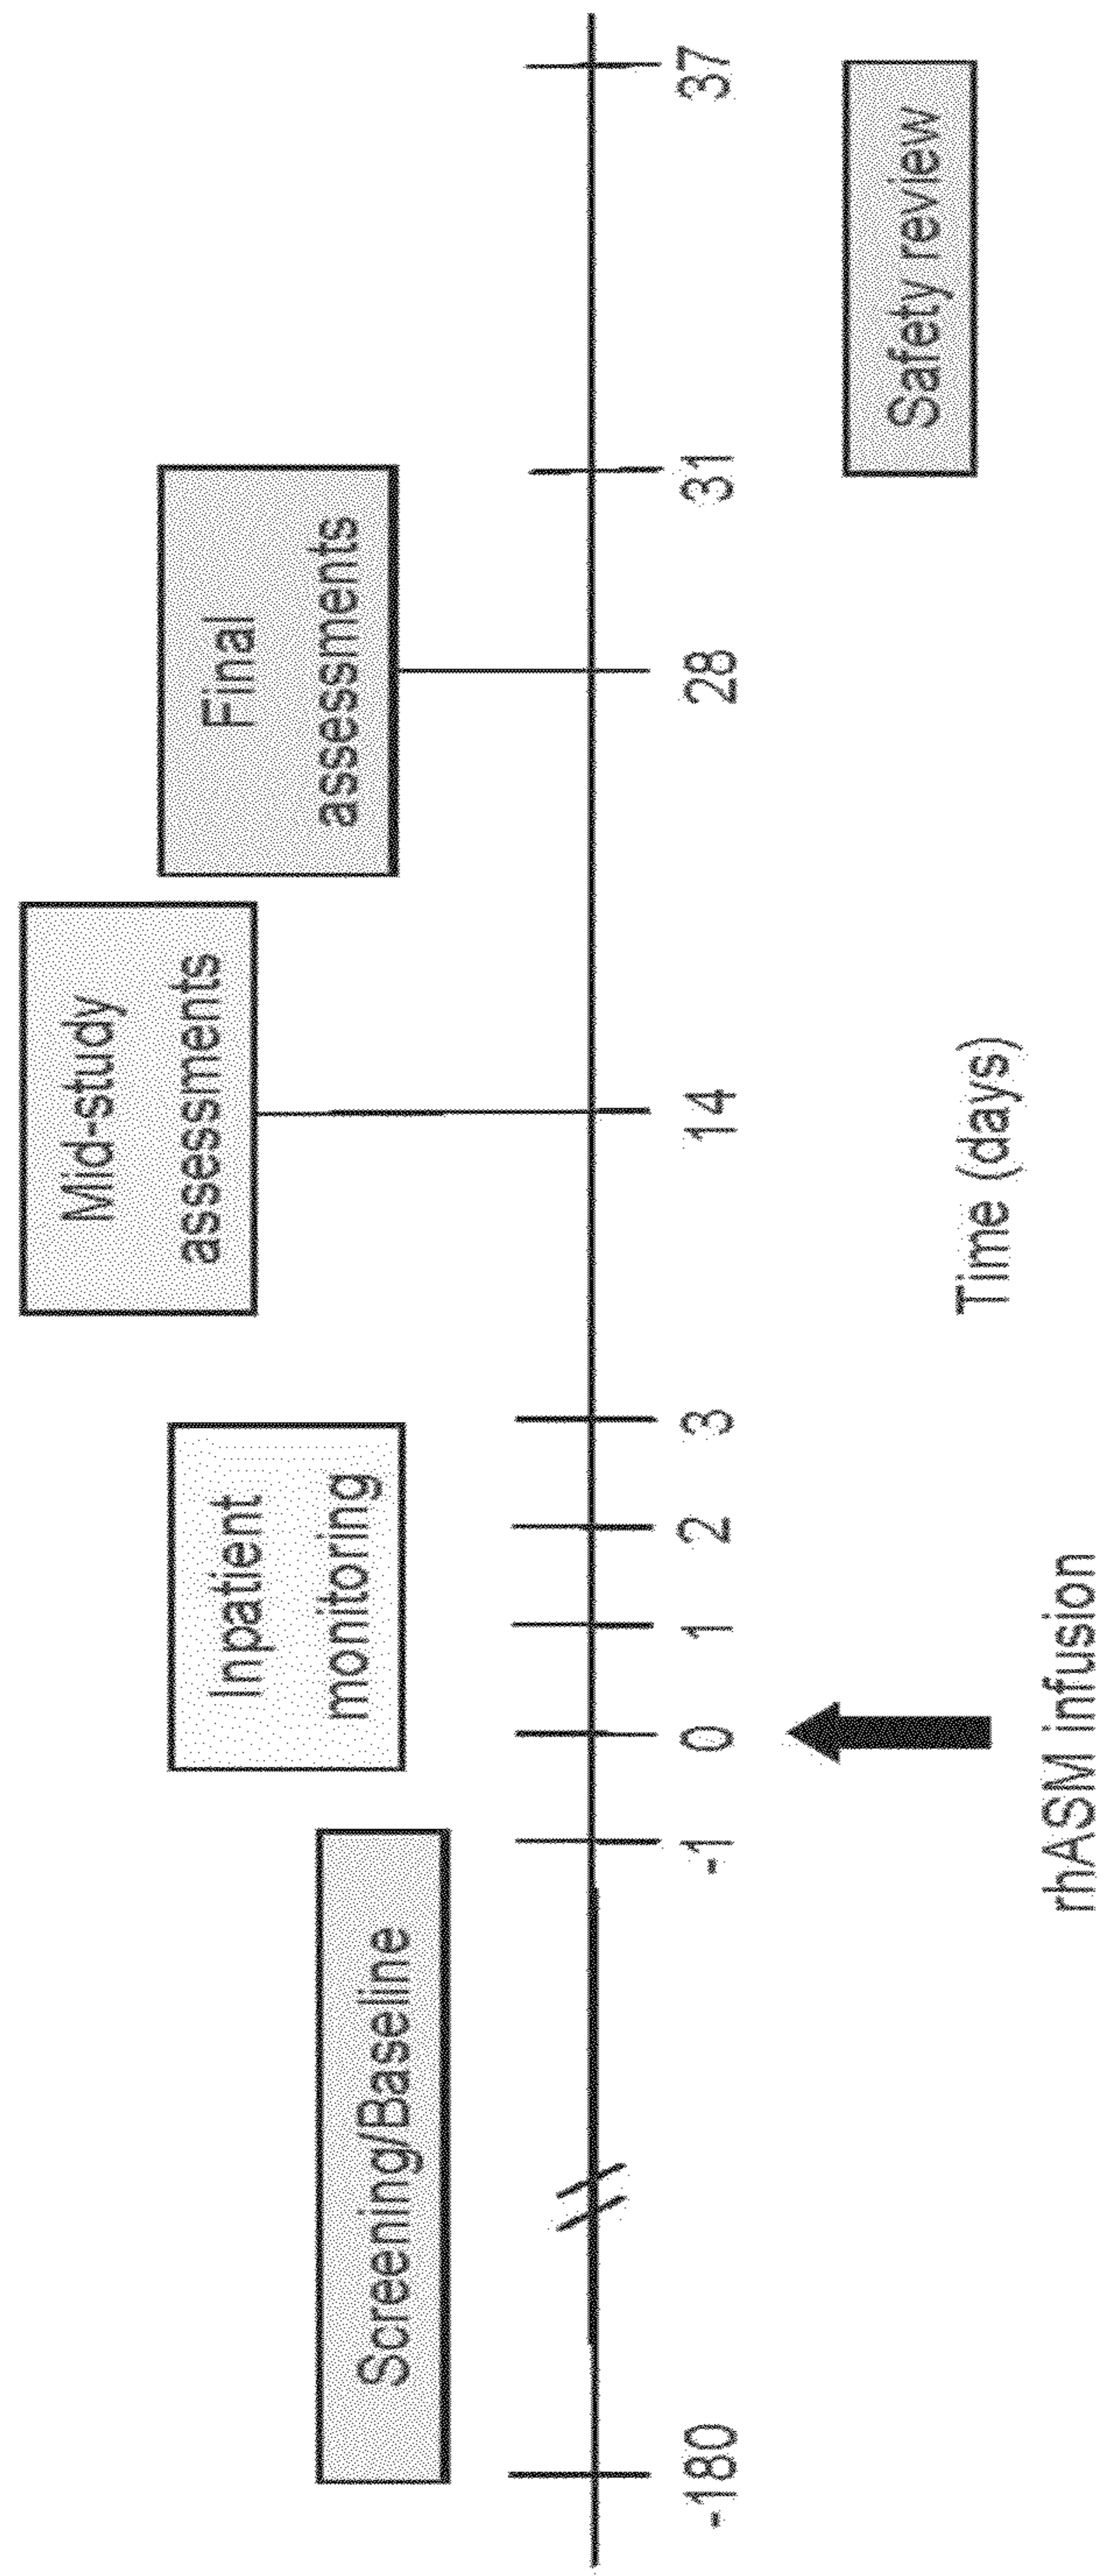 Mid-study
assessments
Final
assessments
Inpatient
monitoring
Screening/Baseline
-180
-1
0
1
2
3
14
28
31
37
Safety review
Time (days)
rhASM infusion